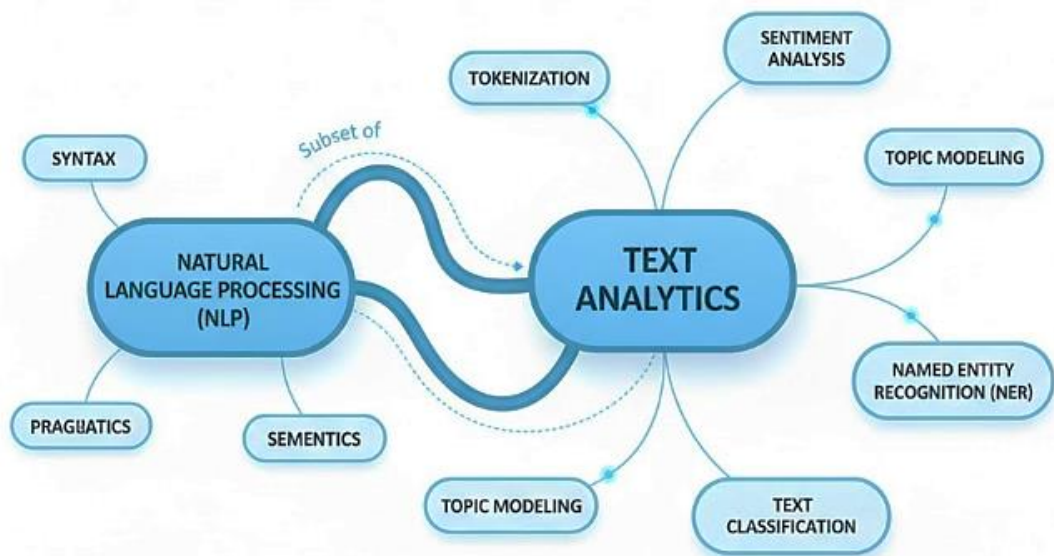 SENTIMENT
ANALYSIS
TOKENIZATION
Subset of
SYNTAX
TOPIC MODELING
NATURAL
LANGUAGE PROCESSING
(NLP)
TEXT
ANALYTICS
NAMED ENTITY
RECOGNITION (NER)
PRAGUATICS
SEMENTICS
TOPIC MODELING
TEXT
CLASSIFICATION